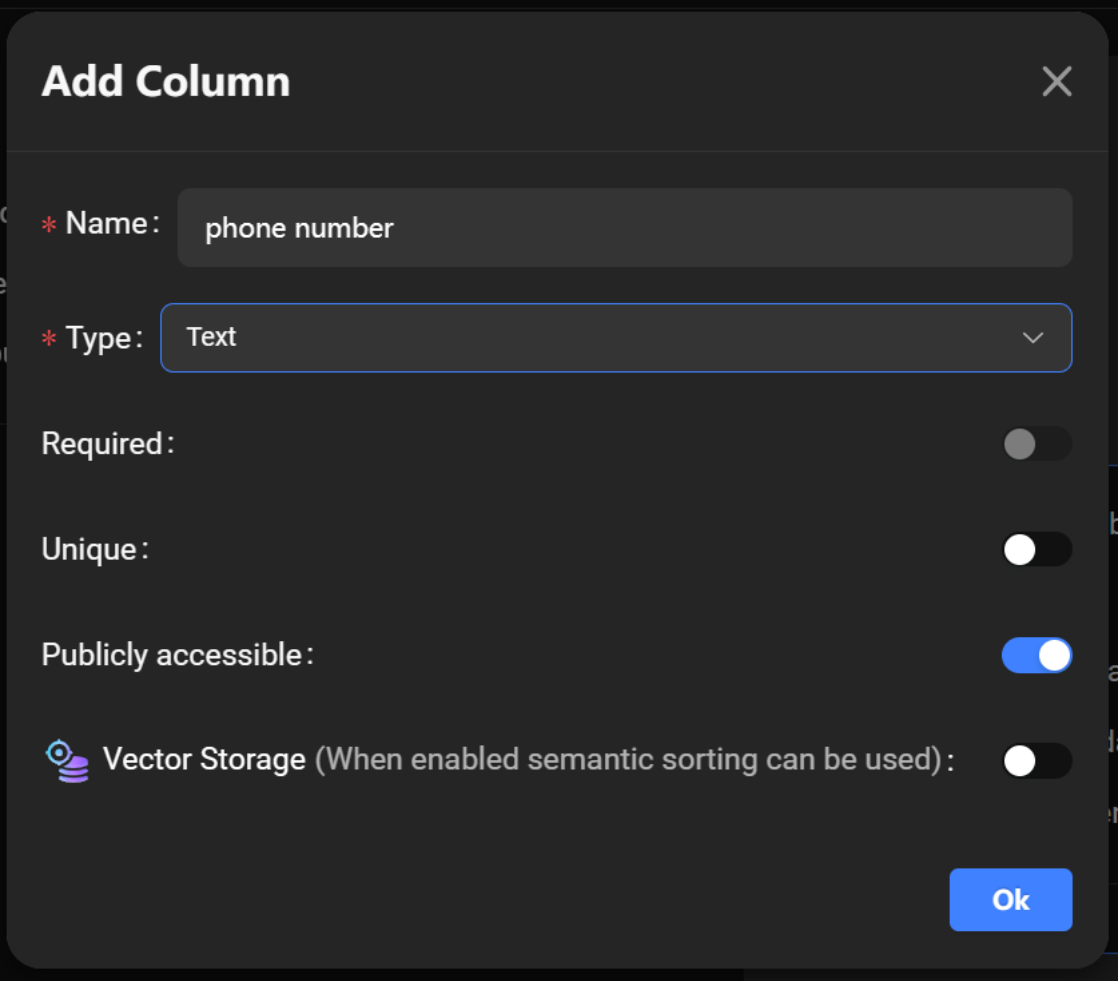 Add Column
* Name:
phone number
* Type:
Text
Required:
Unique:
Publicly accessible:
Vector Storage (When enabled semantic sorting can be used):
Ok